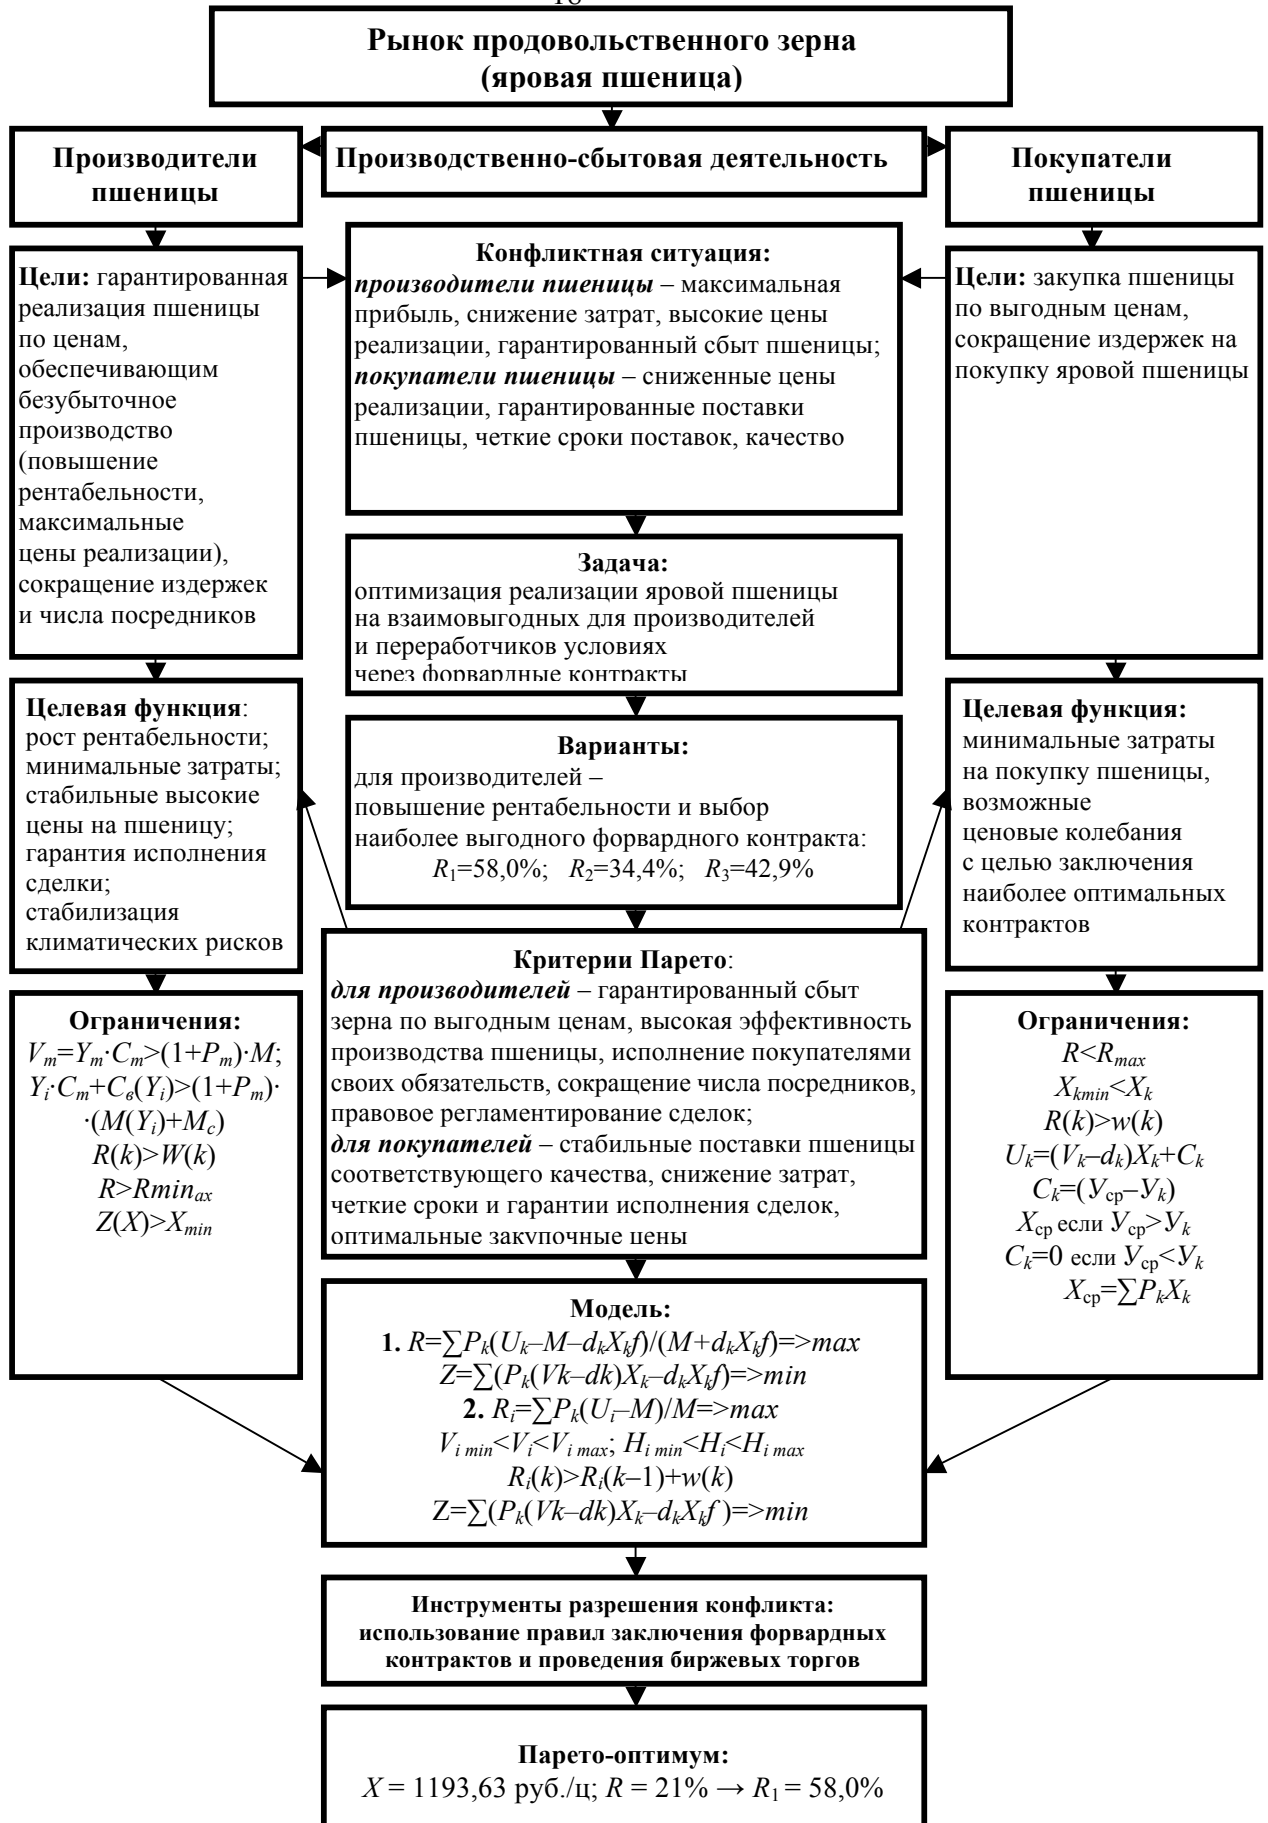 Рынок продовольственного зерна
(яровая пшеница)
Производители
пшеницы
Производственно-сбытовая деятельность
Покупатели
пшеницы
Цели: гарантированная
реализация пшеницы
по ценам,
обеспечивающим
безубыточное
производство
(повышение
рентабельности,
максимальные
цены реализации),
сокращение издержек
и числа посредников
Конфликтная ситуация:
производители пшеницы – максимальная
прибыль, снижение затрат, высокие цены
реализации, гарантированный сбыт пшеницы;
покупатели пшеницы – сниженные цены
реализации, гарантированные поставки
пшеницы, четкие сроки поставок, качество
Цели: закупка пшеницы
по выгодным ценам,
сокращение издержек на
покупку яровой пшеницы
Задача:
оптимизация реализации яровой пшеницы
на взаимовыгодных для производителей
и переработчиков условиях
через форвардные контракты
Целевая функция:
рост рентабельности;
минимальные затраты;
стабильные высокие
цены на пшеницу;
гарантия исполнения
сделки;
стабилизация
климатических рисков
Варианты:
для производителей –
повышение рентабельности и выбор
наиболее выгодного форвардного контракта:
R1=58,0%; R2=34,4%; R3=42,9%
Целевая функция:
минимальные затраты
на покупку пшеницы,
возможные
ценовые колебания
с целью заключения
наиболее оптимальных
контрактов
Критерии Парето:
для производителей – гарантированный сбыт
зерна по выгодным ценам, высокая эффективность
производства пшеницы, исполнение покупателями
своих обязательств, сокращение числа посредников,
правовое регламентирование сделок;
для покупателей – стабильные поставки пшеницы
соответствующего качества, снижение затрат,
четкие сроки и гарантии исполнения сделок,
оптимальные закупочные цены
Ограничения:
Vm=Ym·Cm>(1+Pm)·M;
Yi·Cm+Cв(Yi)>(1+Pm)·
·(M(Yi)+Mc)
R(k)>W(k)
R>Rminax
Z(X)>Xmin
Ограничения:
R<Rmax
Xkmin<Xk
R(k)>w(k)
Uk=(Vk–dk)Xk+Ck
Ck=(Уср–Уk)
Xср если Уср>Уk
Ck=0 если Уср<Уk
Xср=∑PkXk
Модель:
1. R=∑Pk(Uk–M–dkXkf)/(M+dkXkf)=>max
Z=∑(Pk(Vk–dk)Xk–dkXkf)=>min
2. Ri=∑Pk(Ui–M)/M=>max
Vi min<Vi<Vi max; Hi min<Hi<Hi max
Ri(k)>Ri(k–1)+w(k)
Z=∑(Pk(Vk–dk)Xk–dkXkf )=>min
Инструменты разрешения конфликта:
использование правил заключения форвардных
контрактов и проведения биржевых торгов
Парето-оптимум:
X = 1193,63 руб./ц; R = 21% → R1 = 58,0%